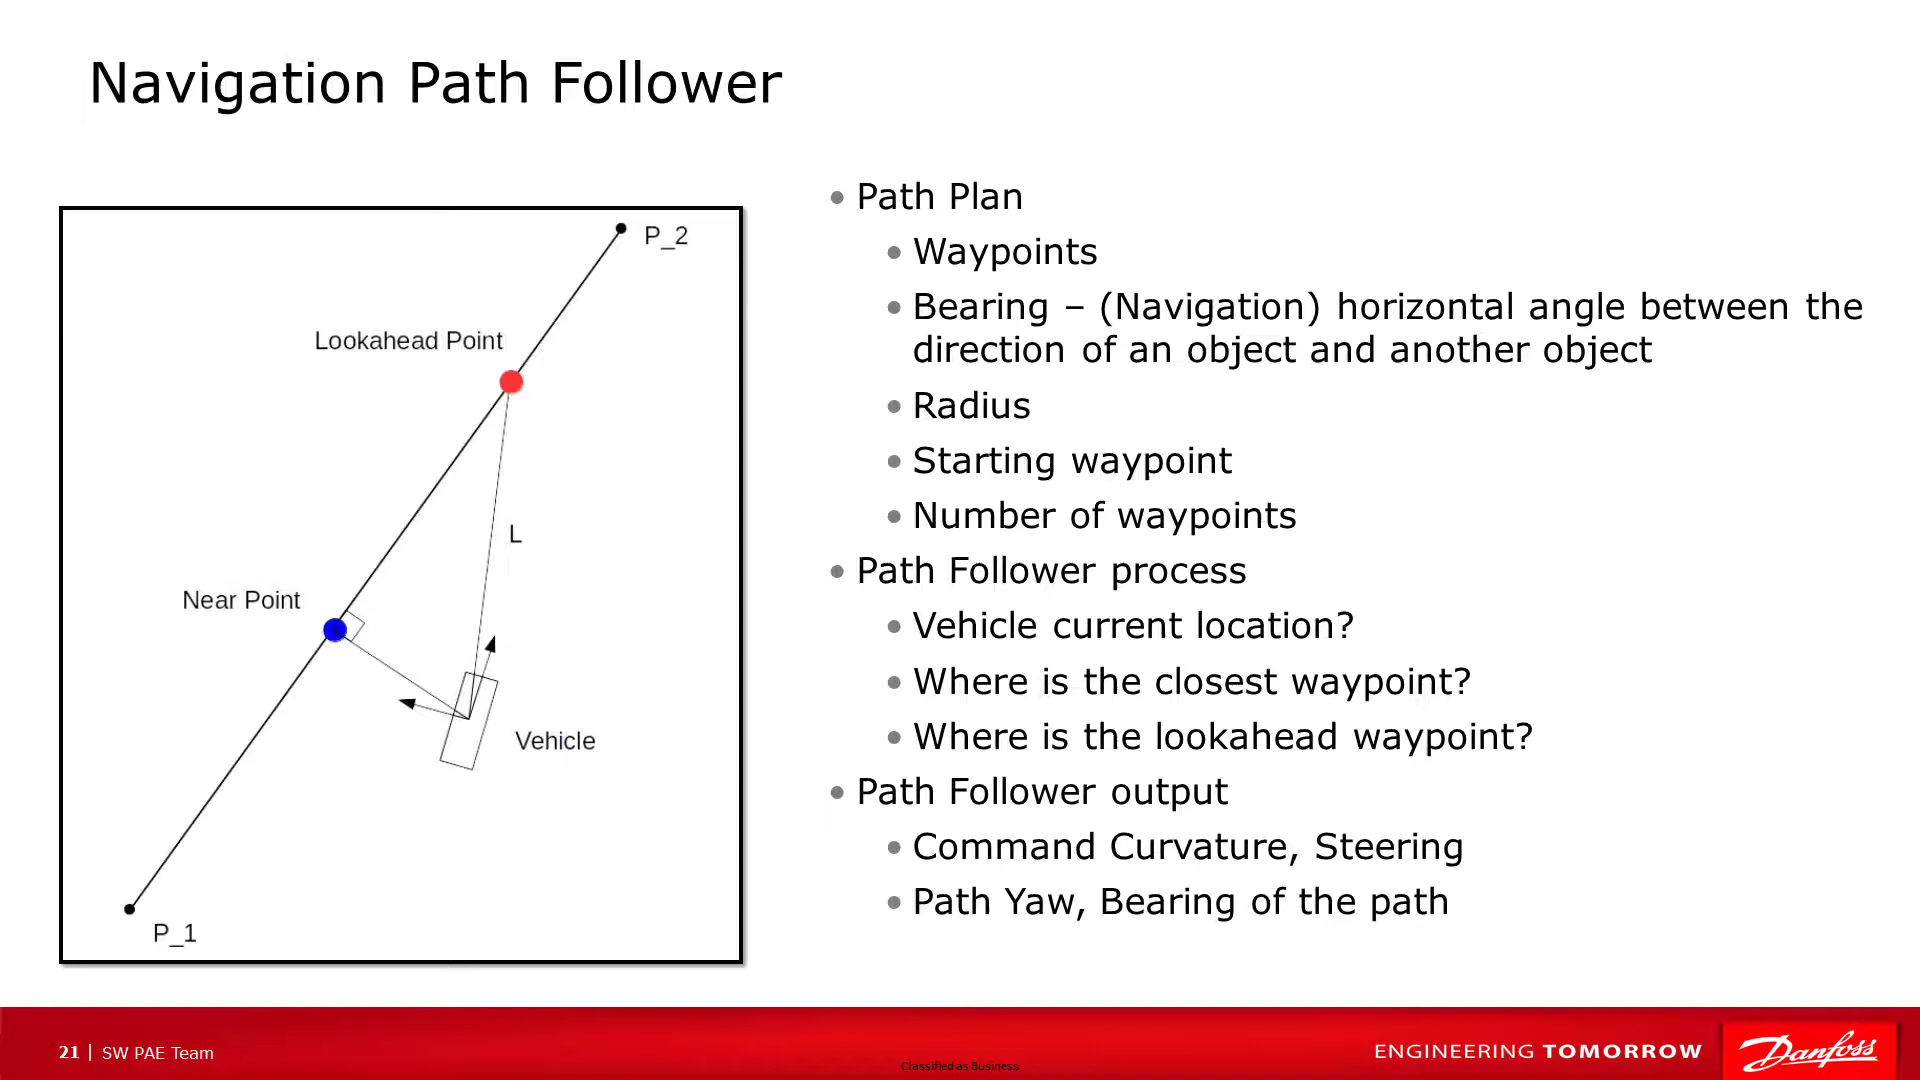 Navigation Path Follower
P_2
Lookahead Point
L
Near Point
Vehicle
P_1
• Path Plan
• Waypoints
• Bearing – (Navigation) horizontal angle between the
direction of an object and another object
• Radius
• Starting waypoint
• Number of waypoints
• Path Follower process
• Vehicle current location?
• Where is the closest waypoint?
• Where is the lookahead waypoint?
• Path Follower output
• Command Curvature, Steering
• Path Yaw, Bearing of the path
21 | SW PAE Team
Classified as Business
ENGINEERING TOMORROW
Danfoss